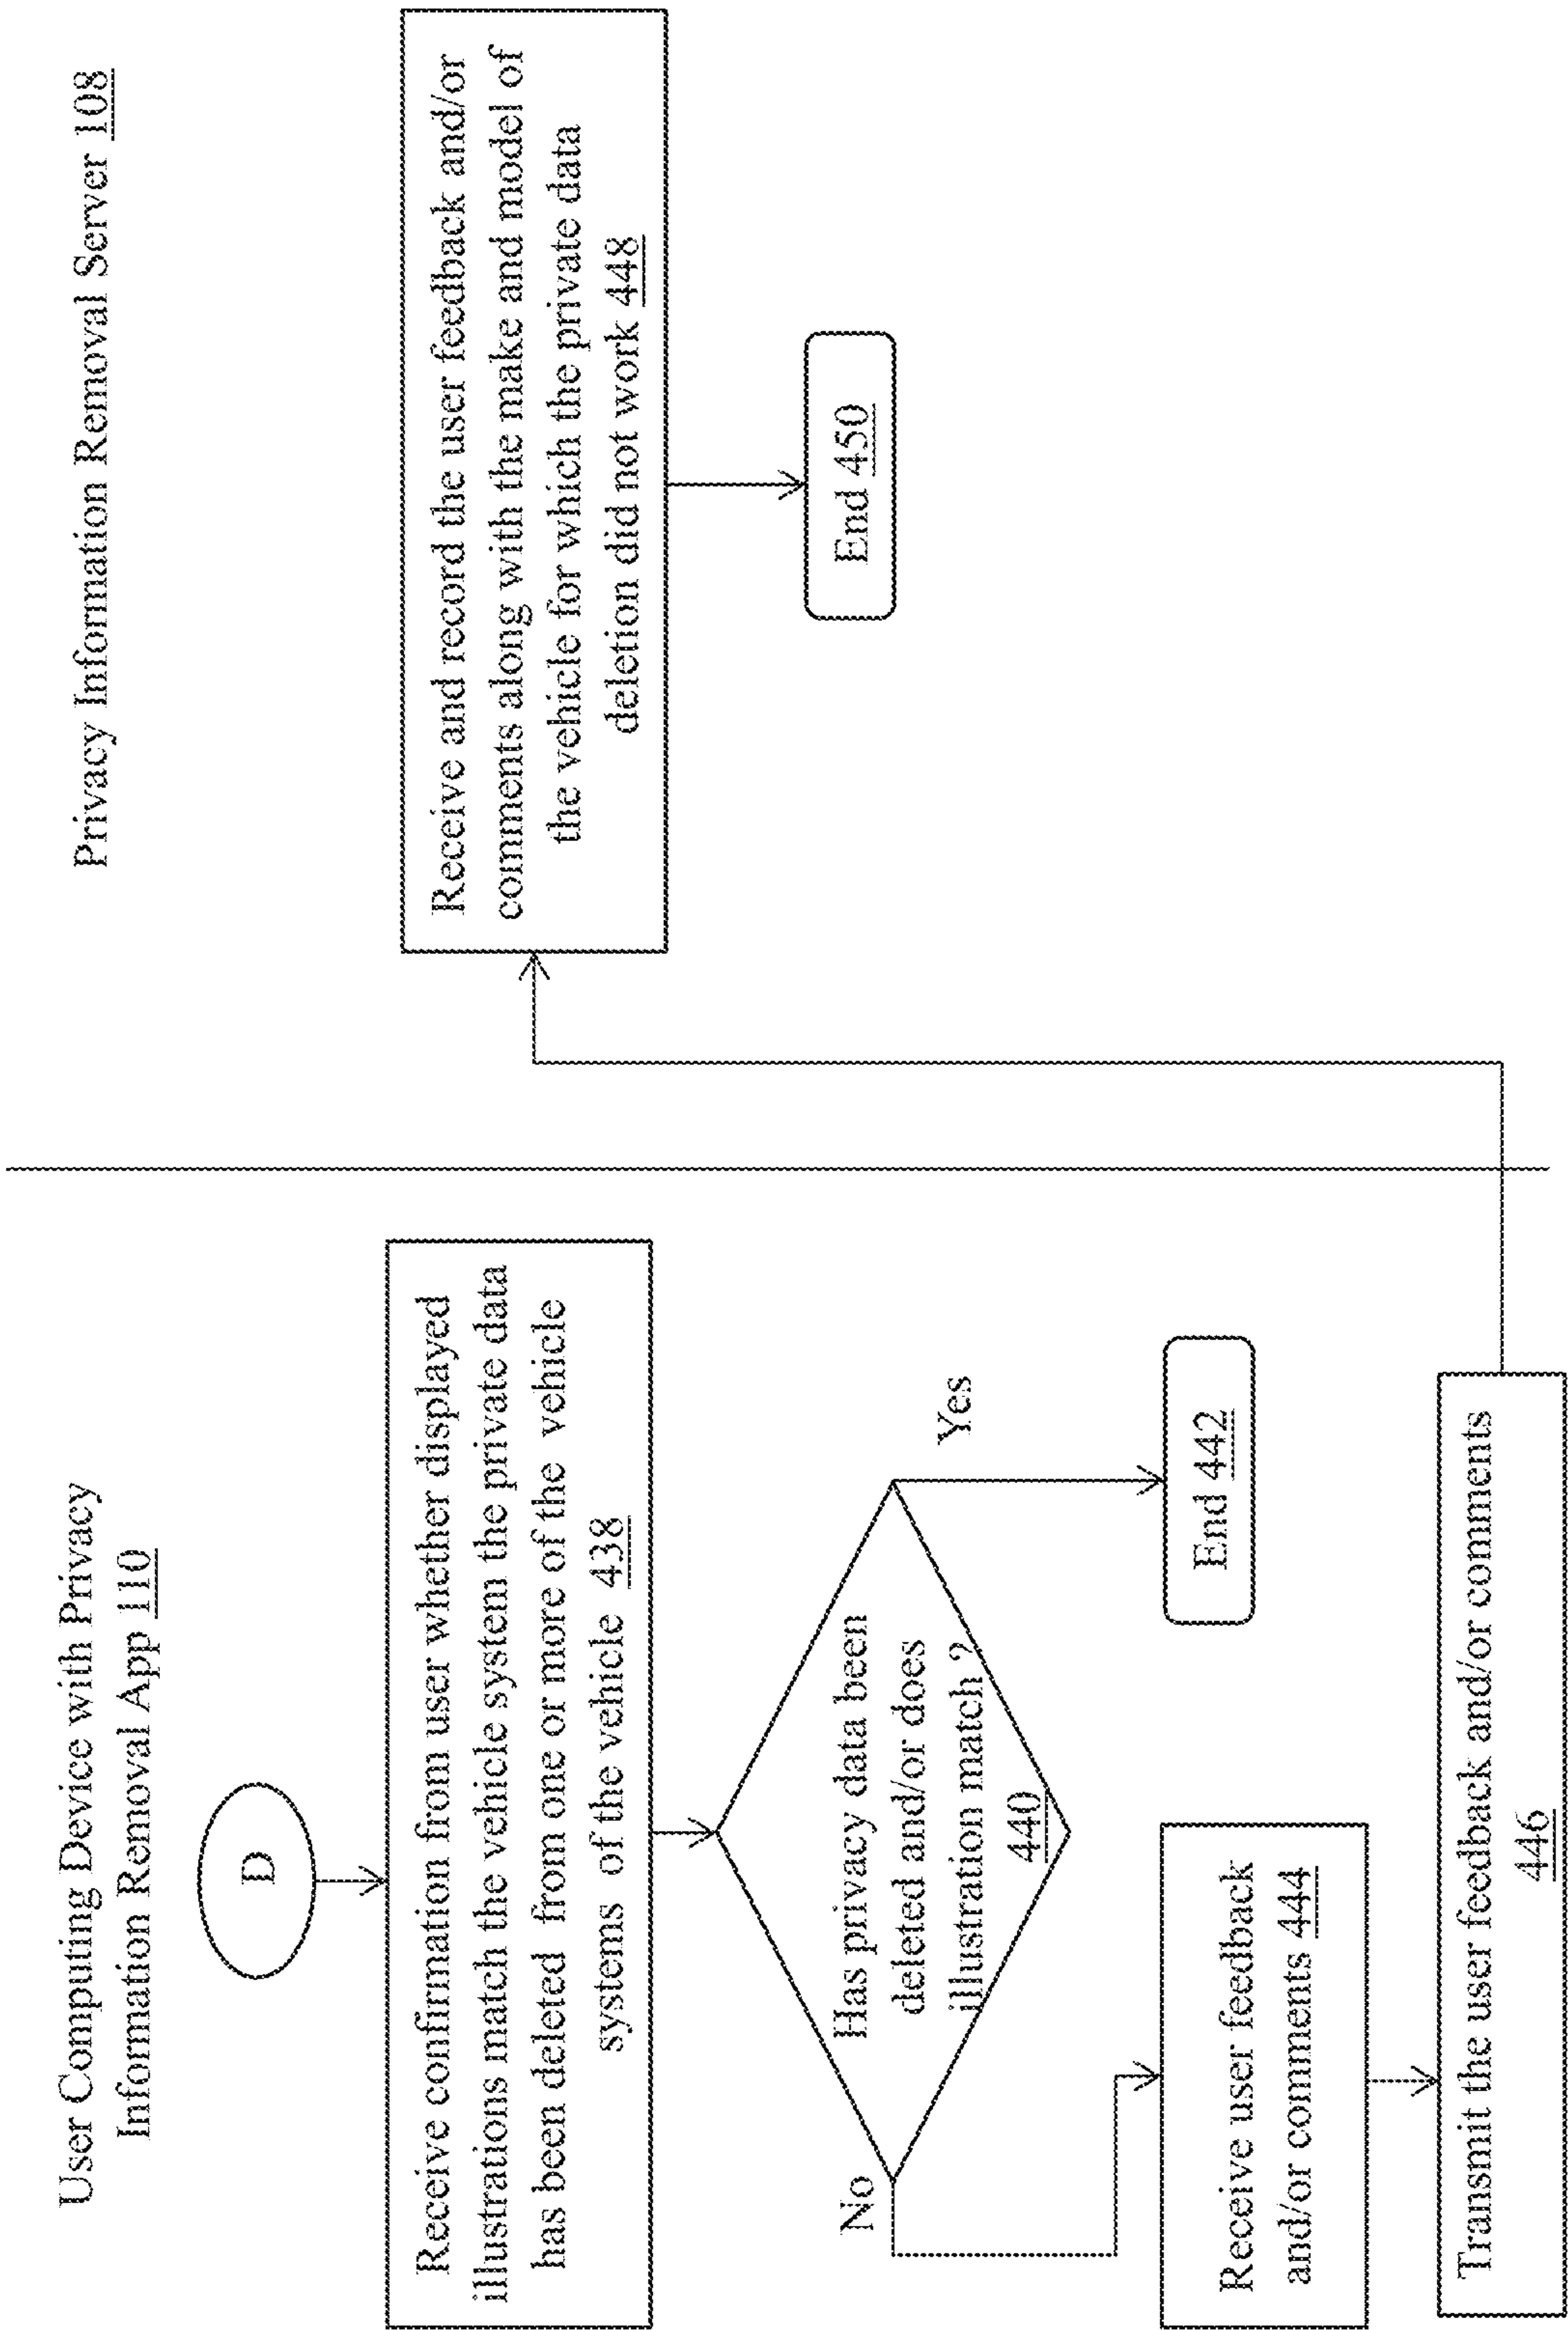 User Computing Device with Privacy
Information Removal App 110
D
Receive confirmation from user whether displayed
illustrations match the vehicle system the private data
has been deleted from one or more of the vehicle
systems of the vehicle 438
Has privacy data been
deleted and/or does
illustration match ?
440
Yes
End 442
No
Receive user feedback
and/or comments 444
Transmit the user feedback and/or comments
446
Privacy Information Removal Server 108
Receive and record the user feedback and/or
comments along with the make and model of
the vehicle for which the private data
deletion did not work 448
End 450